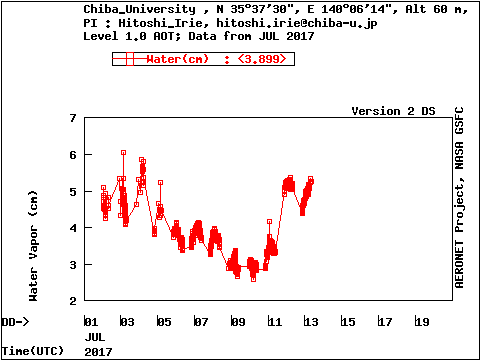 Chiba_University , N 35°37'30", E 140°06'14", Alt 60 m,
PI : Hitoshi_Irie, hitoshi.irie@chiba-u.jp
Level 1.0 AOT; Data from JUL 2017
Water(cm) : <3.899>
Version 2 DS
7
6
5
4
3
2
Water Vapor (cm)
AERONET Project, NASA GSFC
DD-> 01 03 05 07 09 11 13 15 17 19
JUL
Time(UTC) 2017